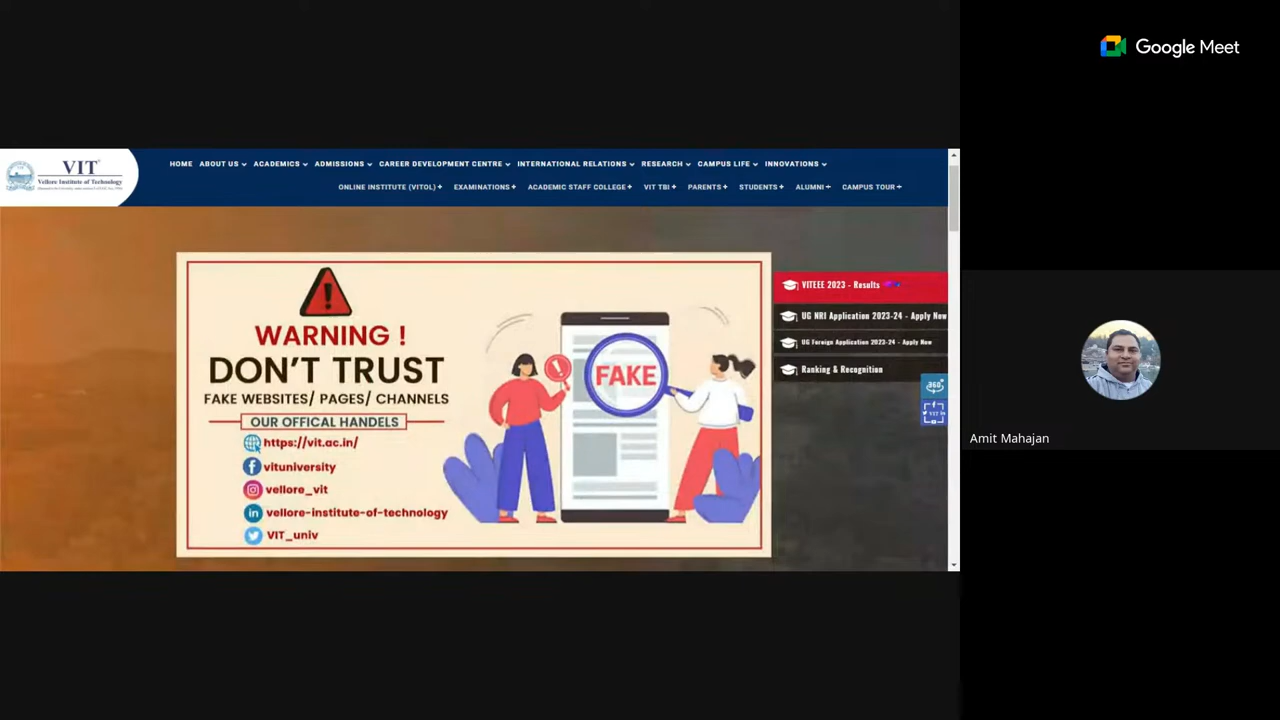 Google Meet
VIT
Vellore Institute of Technology
HOME ABOUT US ACADEMICS ADMISSIONS CAREER DEVELOPMENT CENTRE INTERNATIONAL RELATIONS RESEARCH CAMPUS LIFE INNOVATIONS
ONLINE INSTITUTE (VITOL)+ EXAMINATIONS+ ACADEMIC STAFF COLLEGE+ VIT TBI+ PARENTS+ STUDENTS+ ALUMNI+ CAMPUS TOUR+
WARNING !
DON'T TRUST
FAKE WEBSITES/ PAGES/ CHANNELS
OUR OFFICAL HANDELS
https://vit.ac.in/
vituniversity
vellore_vit
vellore-institute-of-technology
VIT_univ
FAKE
VITEEE 2023 - Results
UG NRI Application 2023-24 - Apply Now
UG Foreign Application 2023-24 - Apply Now
Ranking & Recognition
360°
Amit Mahajan